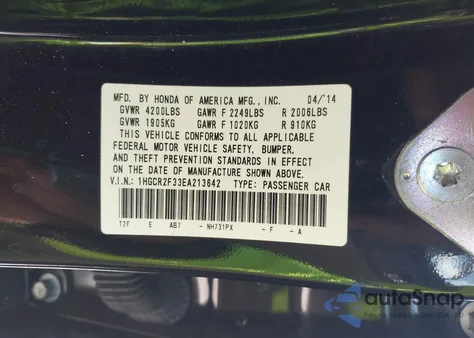 MFD. BY HONDA OF AMERICA MFG., INC. 04/'14
GVWR 4200LBS GAWR F 2249LBS R 2006LBS
GVWR 1905KG GAWR F 1020KG R 910KG
THIS VEHICLE CONFORMS TO ALL APPLICABLE
FEDERAL MOTOR VEHICLE SAFETY, BUMPER,
AND THEFT PREVENTION STANDARDS IN EFFECT
ON THE DATE OF MANUFACTURE SHOWN ABOVE.
V.I.N.: 1HGCR2F33EA213642 TYPE: PASSENGER CAR
T2F E AB7 - NH731PX - F - A
autoSnap